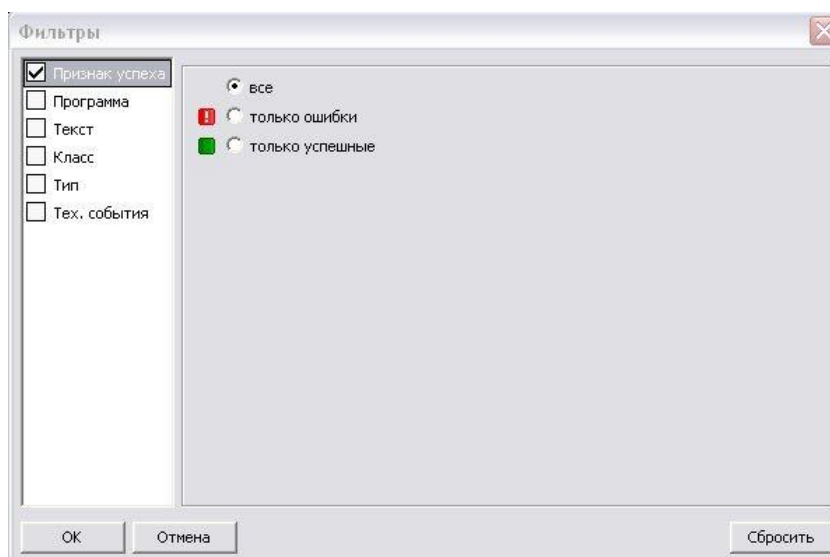 Фильтры
Признак успеха
Программа
Текст
Класс
Тип
Тех. события
все
только ошибки
только успешные
OK
Отмена
Сбросить